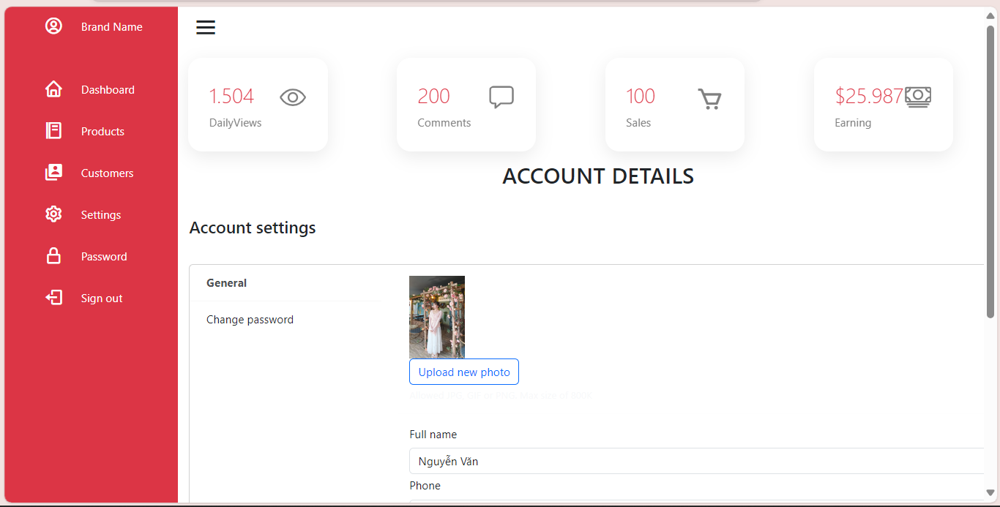 Brand Name
Dashboard
Products
Customers
Settings
Password
Sign out
1.504
DailyViews
200
Comments
100
Sales
$25.987
Earning
ACCOUNT DETAILS
Account settings
General
Change password
Upload new photo
Allowed JPG, GIF or PNG. Max size of 800K
Full name
Nguyễn Văn
Phone